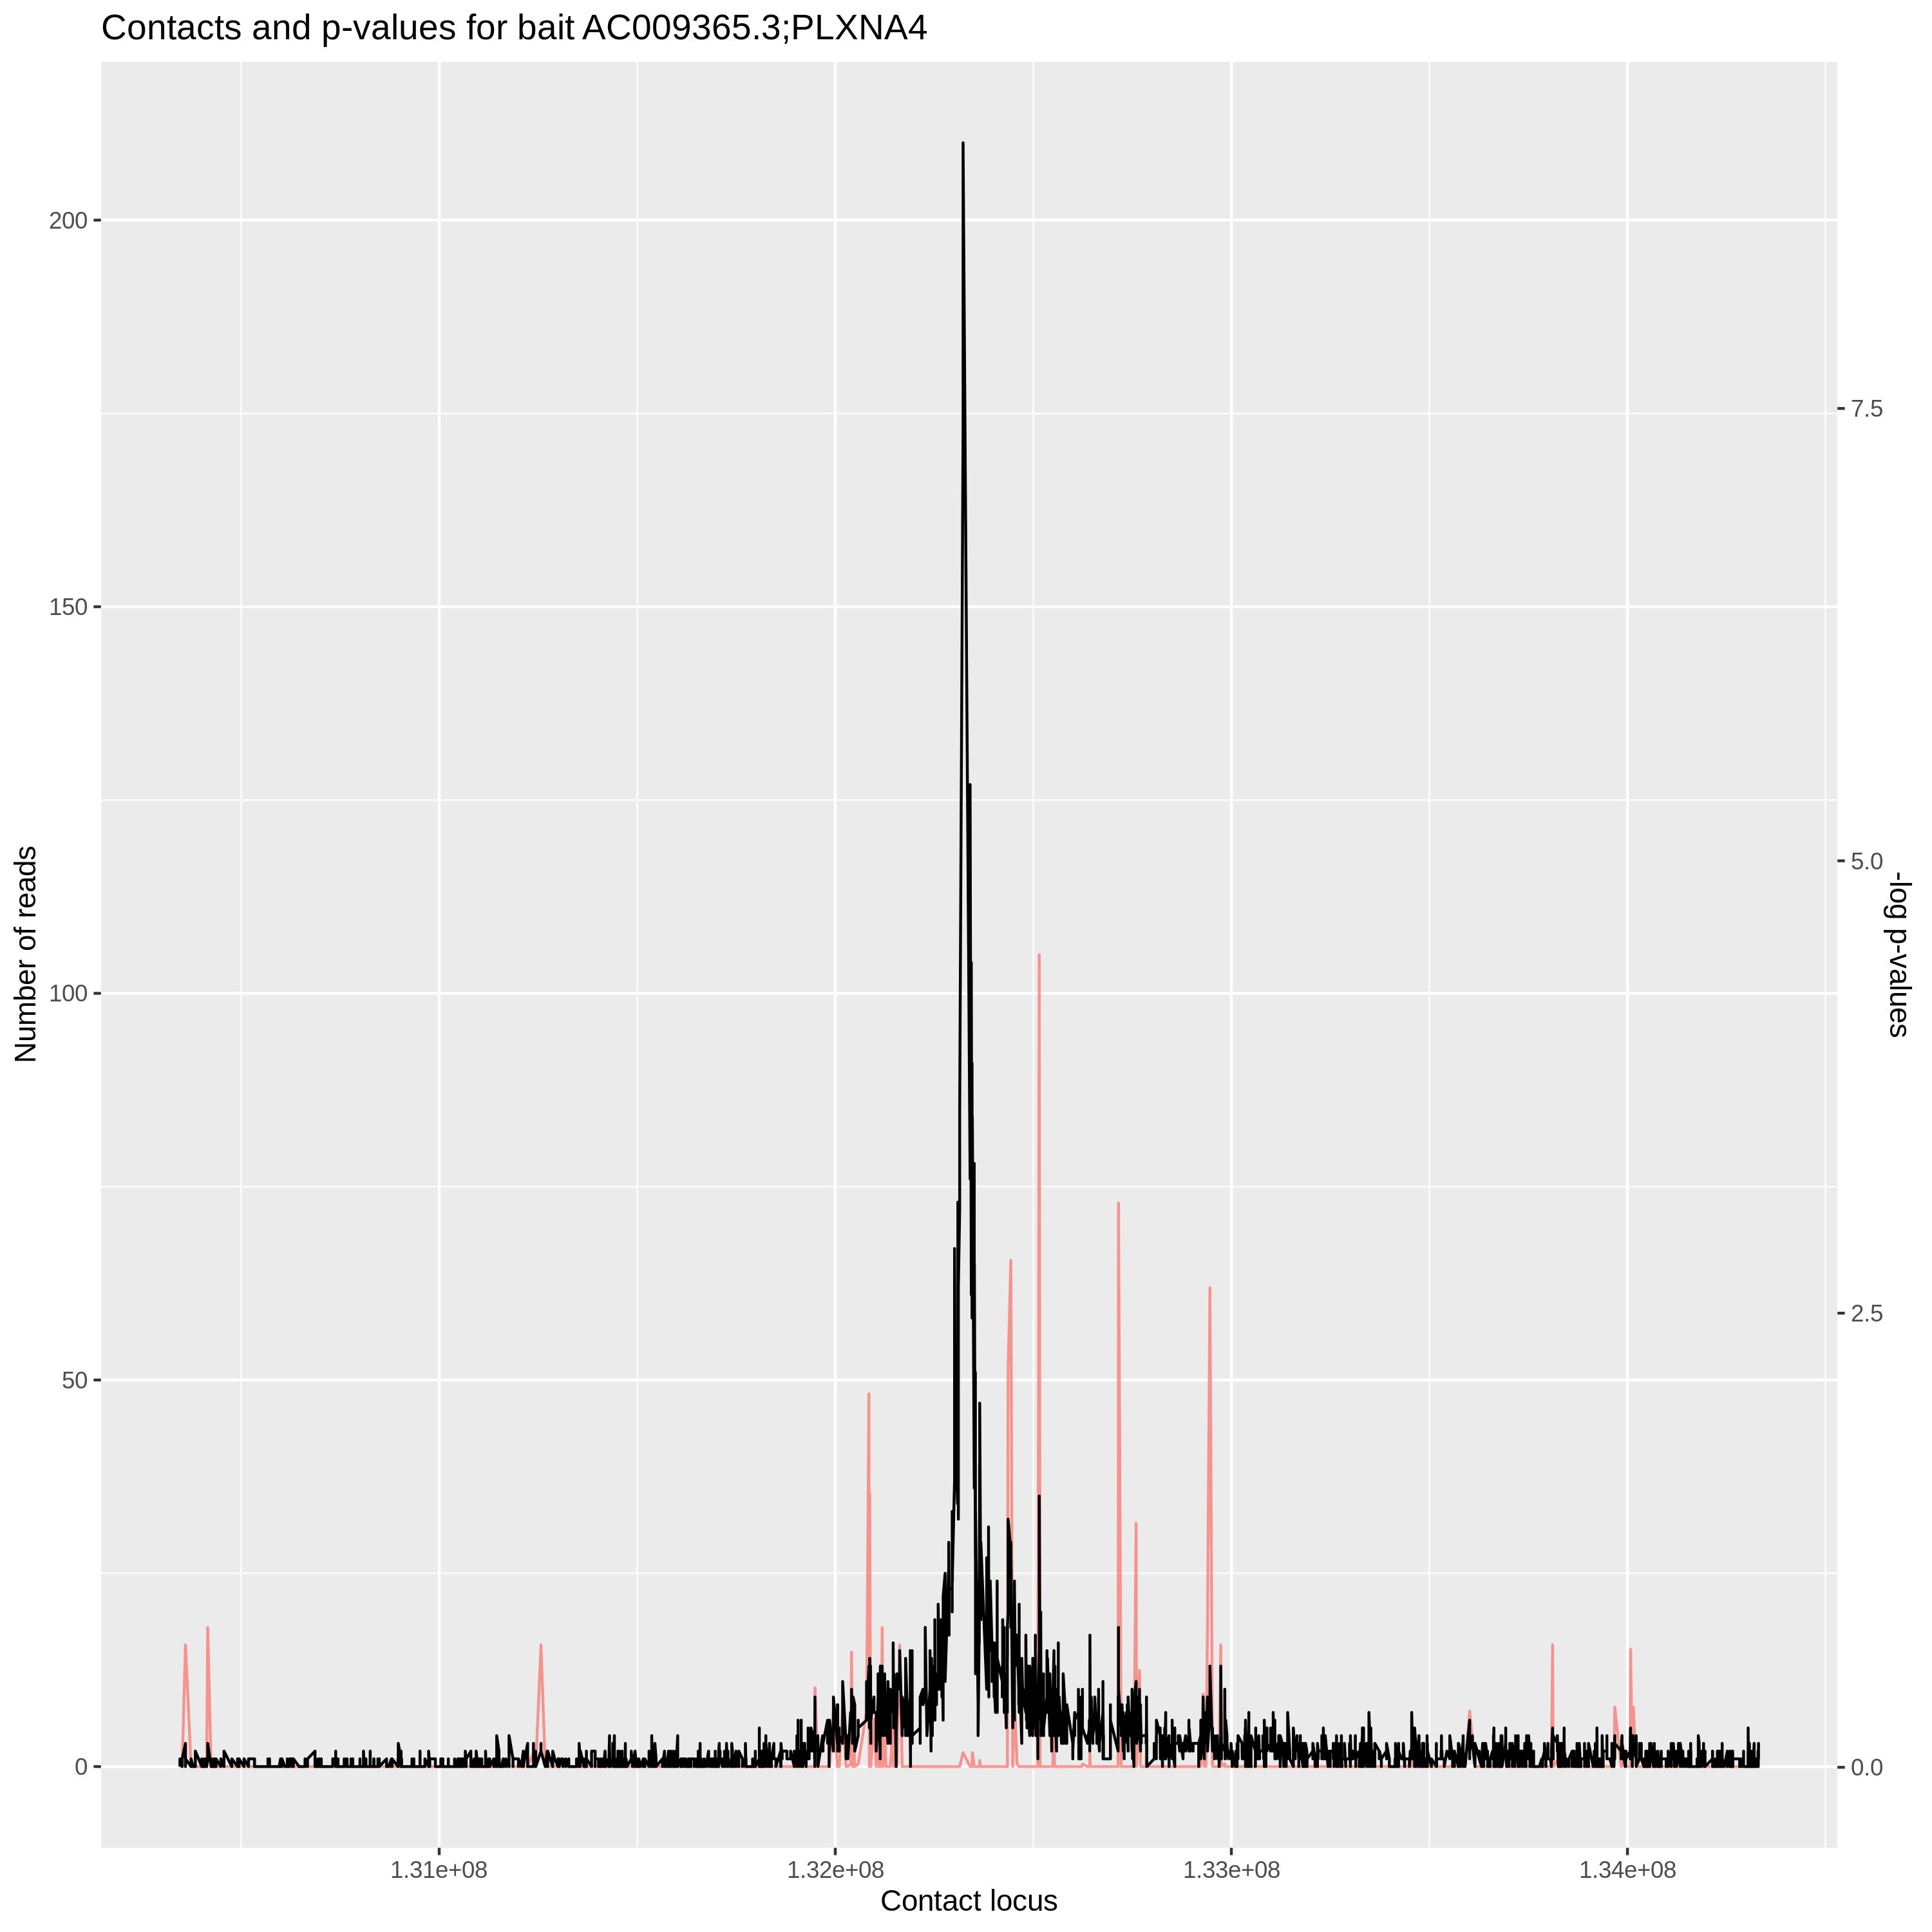 Contacts and p-values for bait AC009365.3;PLXNA4
200
150
100
50
0
Number of reads
7.5
5.0
2.5
0.0
-log p-values
1.31e+08
1.32e+08
1.33e+08
1.34e+08
Contact locus